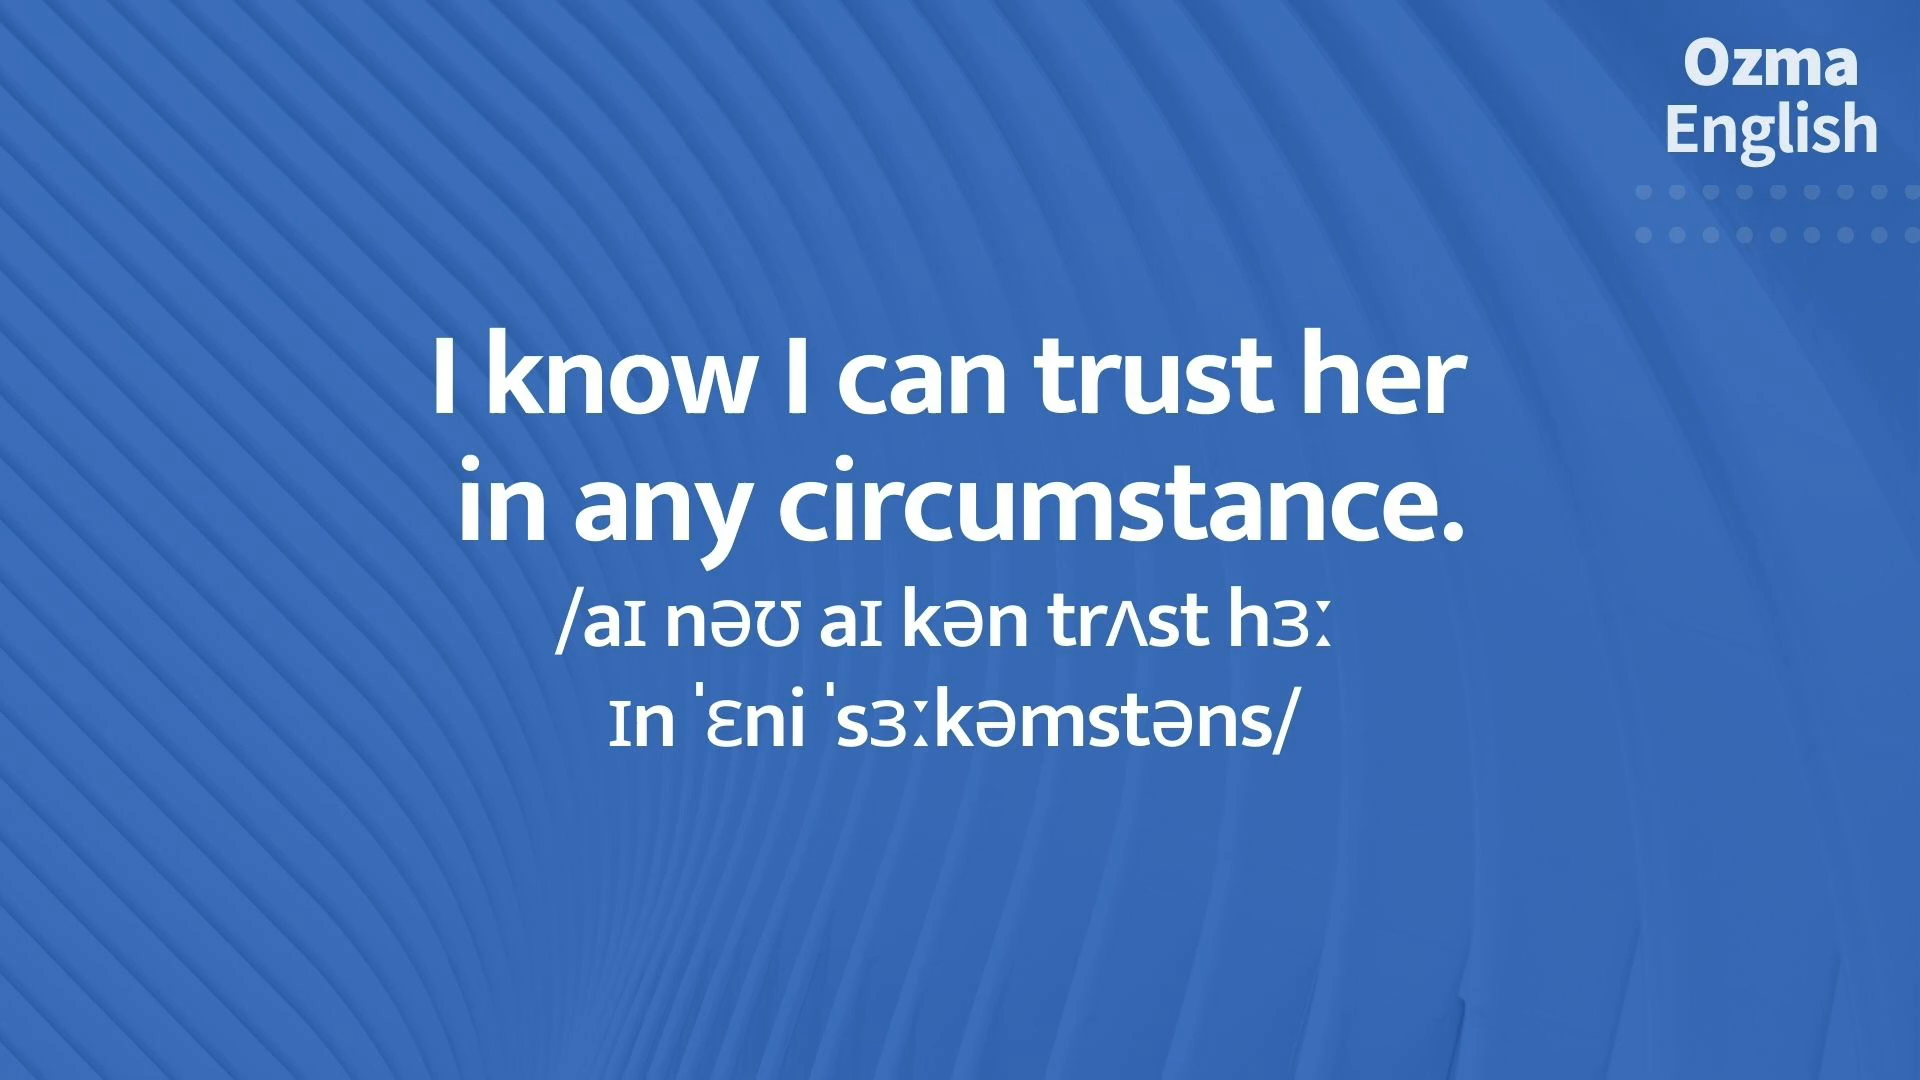 Ozma
English
I know I can trust her
in any circumstance.
/aɪ nəʊ aɪ kən trʌst hɜː
ɪn ˈɛni ˈsɜːkəmstəns/